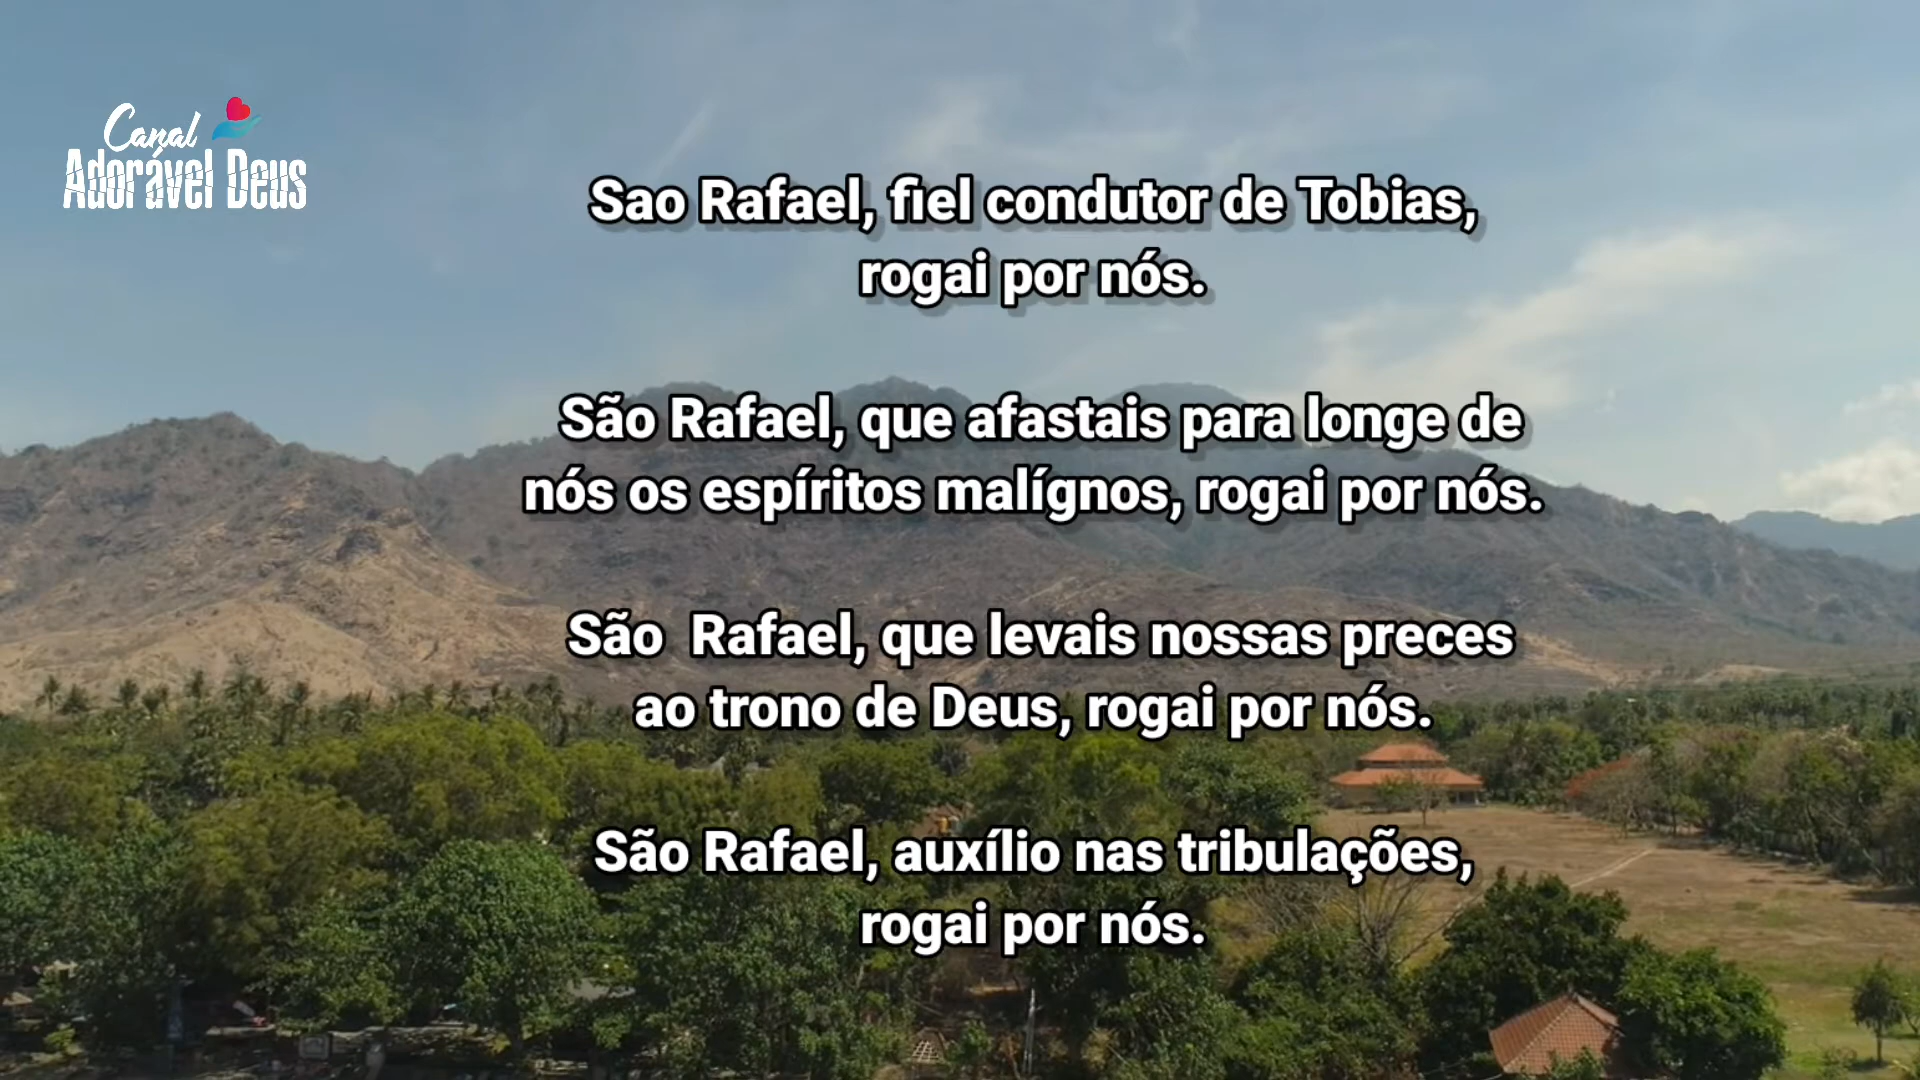 Canal
Adorável Deus
Sao Rafael, fiel condutor de Tobias,
rogai por nós.
São Rafael, que afastais para longe de
nós os espíritos malígnos, rogai por nós.
São  Rafael, que levais nossas preces
ao trono de Deus, rogai por nós.
São Rafael, auxílio nas tribulações,
rogai por nós.